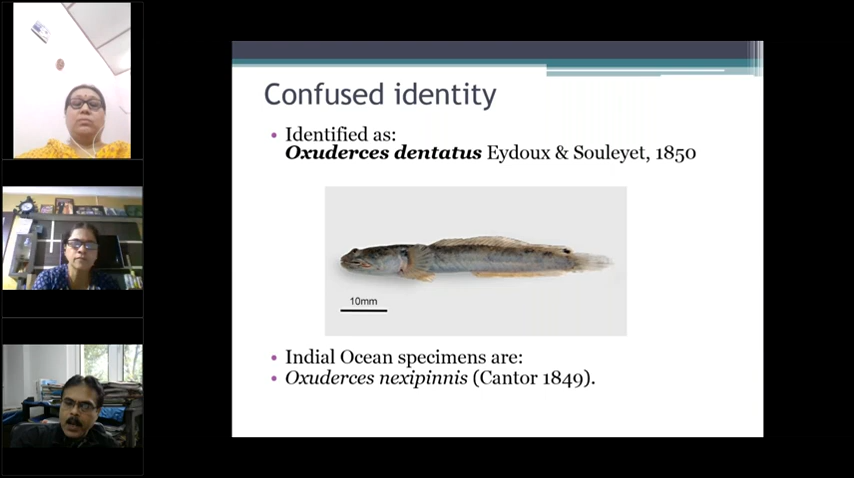 Confused identity
• Identified as:
Oxuderces dentatus Eydoux & Souleyet, 1850
10mm
• Indial Ocean specimens are:
• Oxuderces nexipinnis (Cantor 1849).